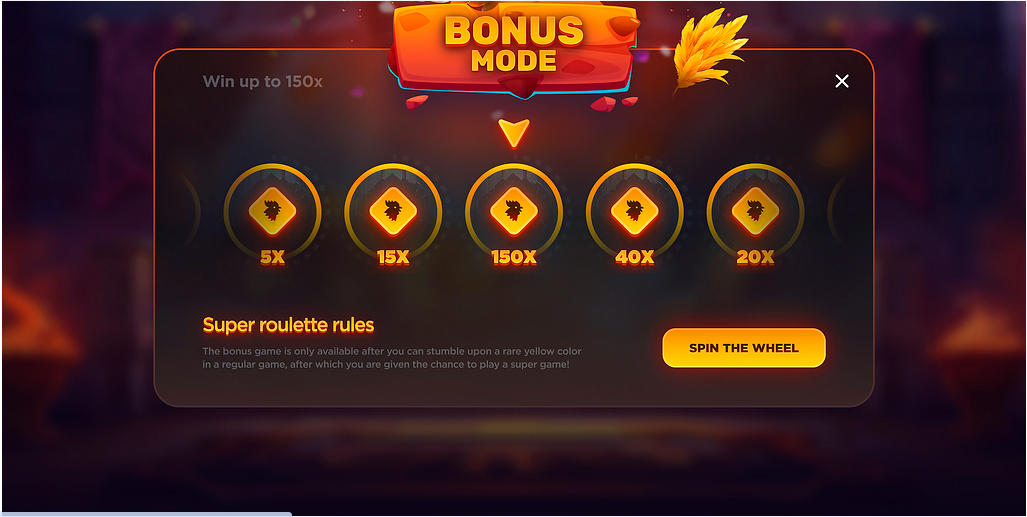 BONUS
MODE
Win up to 150x
5X
15X
150X
40X
20X
Super roulette rules
The bonus game is only available after you can stumble upon a rare yellow color
in a regular game, after which you are given the chance to play a super game!
SPIN THE WHEEL